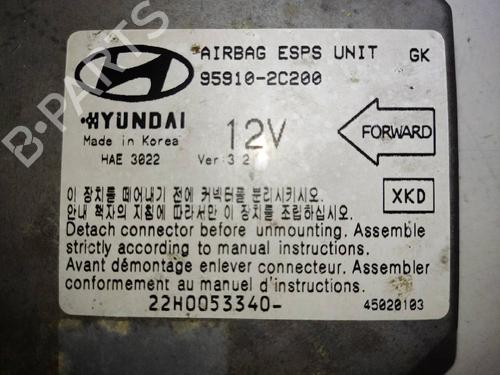 AIRBAG ESPS UNIT GK
95910-2C200
HYUNDAI
12V
FORWARD
Made in Korea
HAE 3022 Ver:3 2
이 장치를 떼어내기 전에 커넥터를 분리시키시오.
안내 책자의 지침에 따라서만 이 장치를 조립하십시오.
XKD
Detach connector before unmounting. Assemble
strictly according to manual instructions.
Avant démontage enlever connecteur. Assembler
conformement au manuel d'instructions.
22H0053340-
45020103
B-PARTS